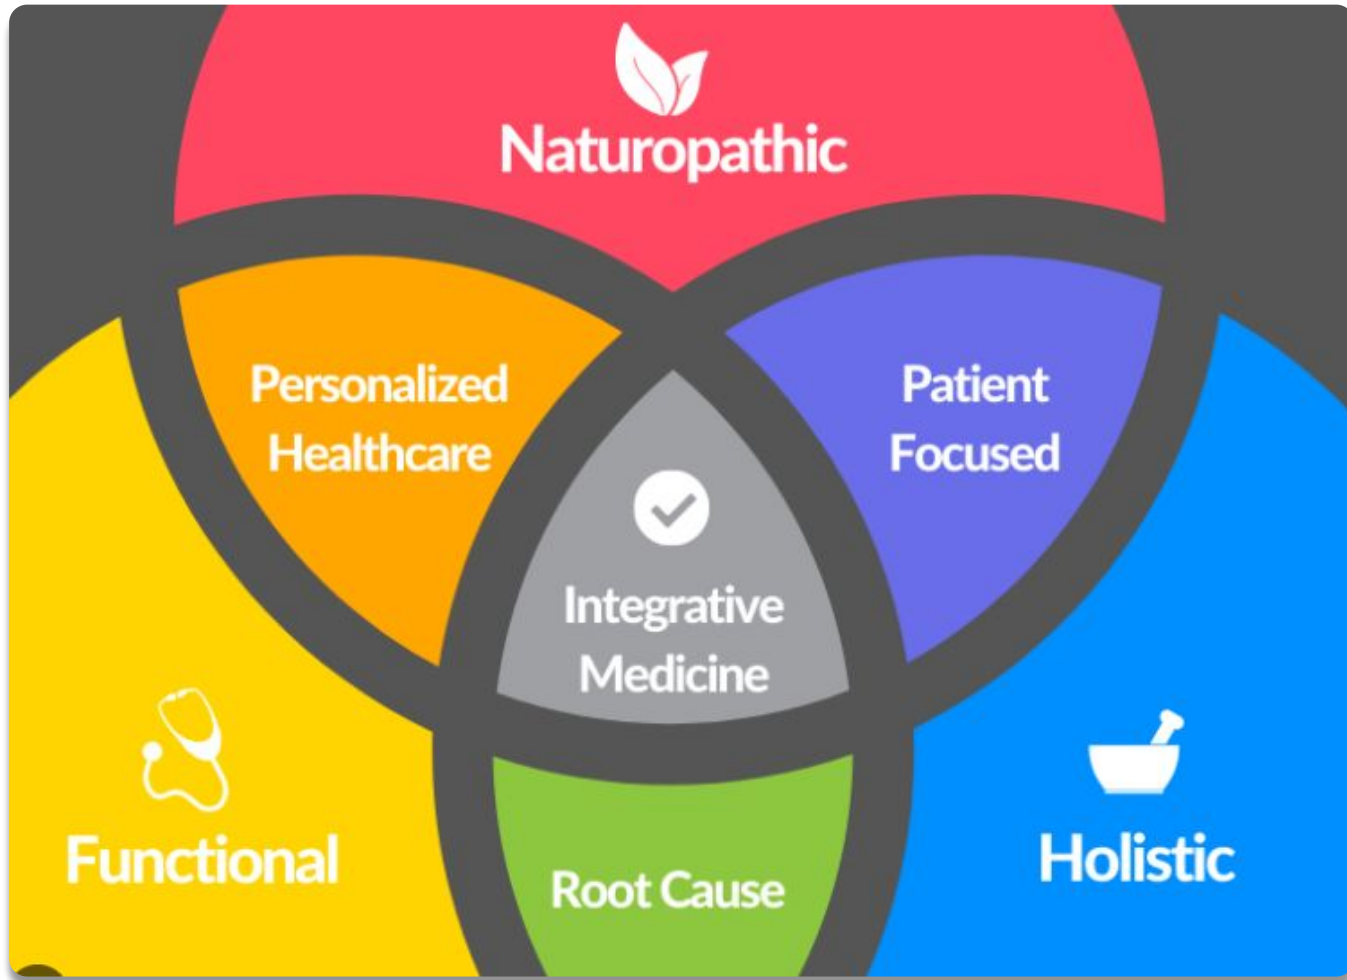 Naturopathic
Personalized
Healthcare
Patient
Focused
Integrative
Medicine
Functional
Holistic
Root Cause